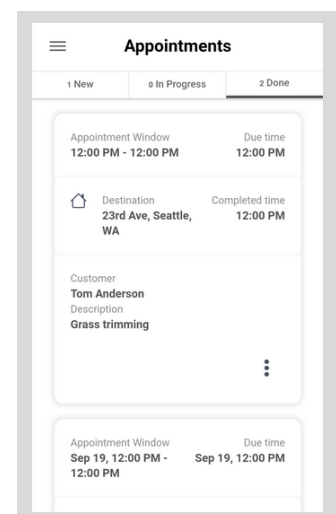 Appointments
1 New 0 In Progress 2 Done
Appointment Window Due time
12:00 PM - 12:00 PM 12:00 PM
Destination Completed time
23rd Ave, Seattle, 12:00 PM
WA
Customer
Tom Anderson
Description
Grass trimming
Appointment Window Due time
Sep 19, 12:00 PM - Sep 19, 12:00 PM
12:00 PM